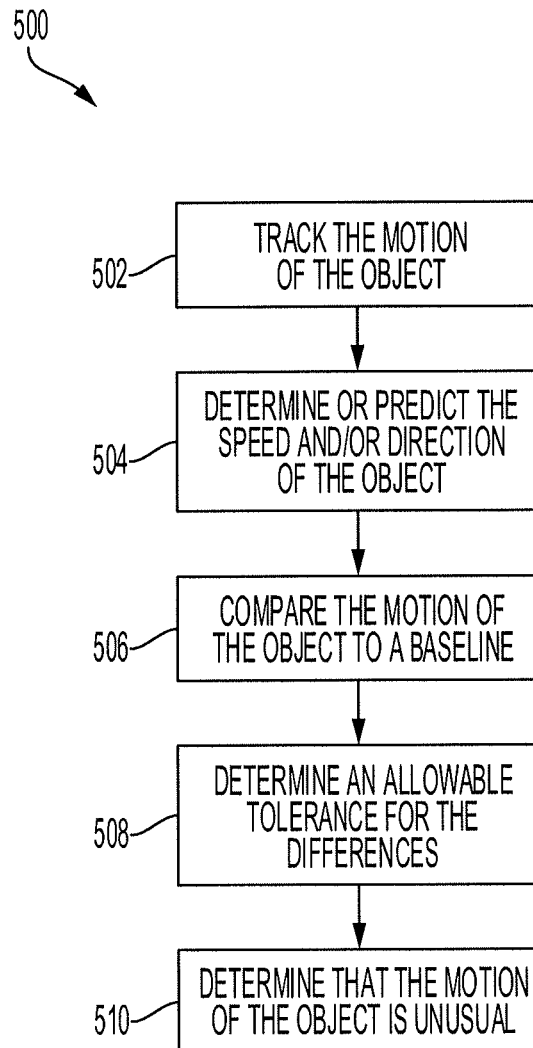 500
TRACK THE MOTION
OF THE OBJECT
502
DETERMINE OR PREDICT THE
SPEED AND/OR DIRECTION
OF THE OBJECT
504
COMPARE THE MOTION OF
THE OBJECT TO A BASELINE
506
DETERMINE AN ALLOWABLE
TOLERANCE FOR THE
DIFFERENCES
508
DETERMINE THAT THE MOTION
OF THE OBJECT IS UNUSUAL
510